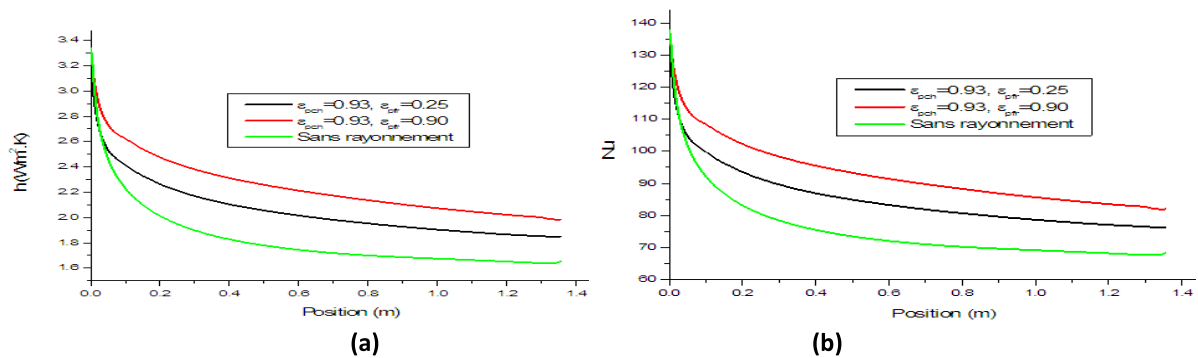 3.4
3.2
3.0
2.8
2.6
2.4
2.2
2.0
1.8
1.6
h(W/m².K)
0.0 0.2 0.4 0.6 0.8 1.0 1.2 1.4
Position (m)
ε_pch=0.93, ε_pfr=0.25
ε_pch=0.93, ε_pfr=0.90
Sans rayonnement
(a)
140
130
120
110
100
90
80
70
60
Nu
0.0 0.2 0.4 0.6 0.8 1.0 1.2 1.4
Position (m)
ε_pch=0.93, ε_pfr=0.25
ε_pch=0.93, ε_pfr=0.90
Sans rayonnement
(b)